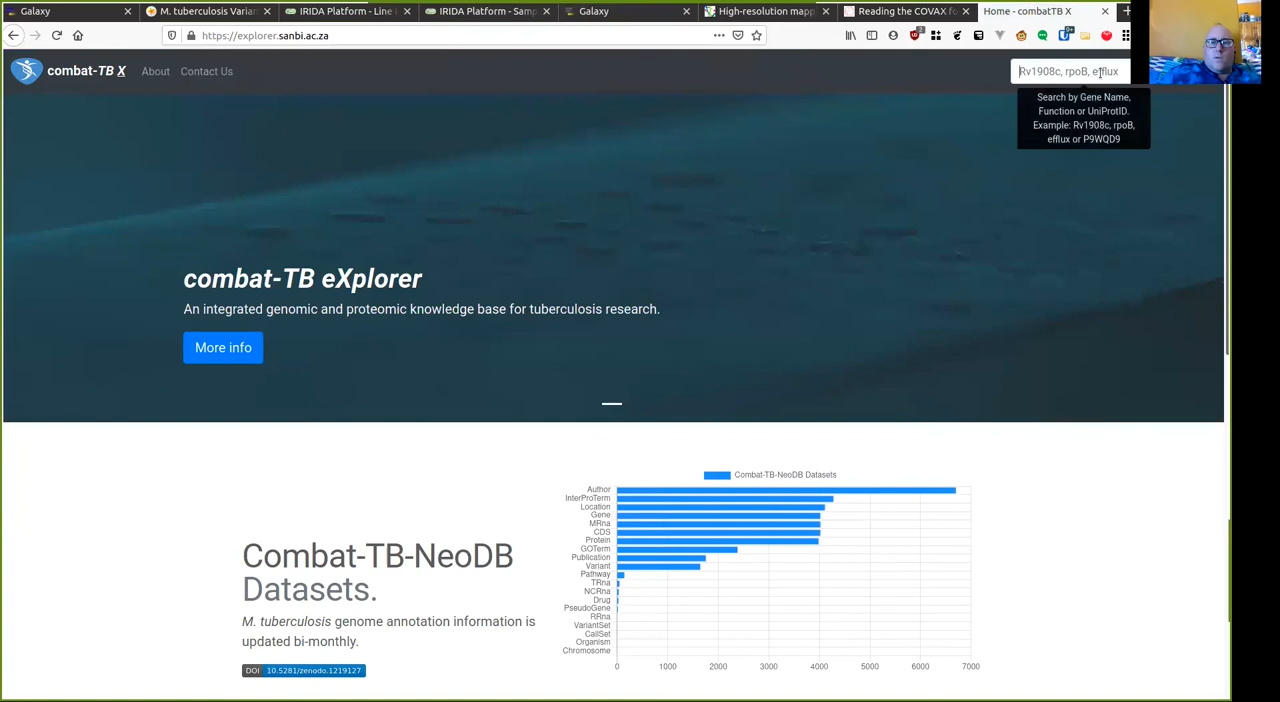 Galaxy
M. tuberculosis Varian
IRIDA Platform - Line
IRIDA Platform - Samp
Galaxy
High-resolution mapp
Reading the COVAX fo
Home - combatTB X
https://explorer.sanbi.ac.za
combat-TB X
About
Contact Us
Rv1908c, rpoB, efflux
Search by Gene Name,
Function or UniProtID.
Example: Rv1908c, rpoB,
efflux or P9WQD9
combat-TB eXplorer
An integrated genomic and proteomic knowledge base for tuberculosis research.
More info
Combat-TB-NeoDB
Datasets.
M. tuberculosis genome annotation information is
updated bi-monthly.
DOI 10.5281/zenodo.1219127
Combat-TB-NeoDB Datasets
Author
InterProTerm
Location
Gene
MRna
CDS
Protein
GOTerm
Publication
Variant
Pathway
TRna
NCRna
Drug
PseudoGene
RRna
VariantSet
CallSet
Organism
Chromosome
0 1000 2000 3000 4000 5000 6000 7000